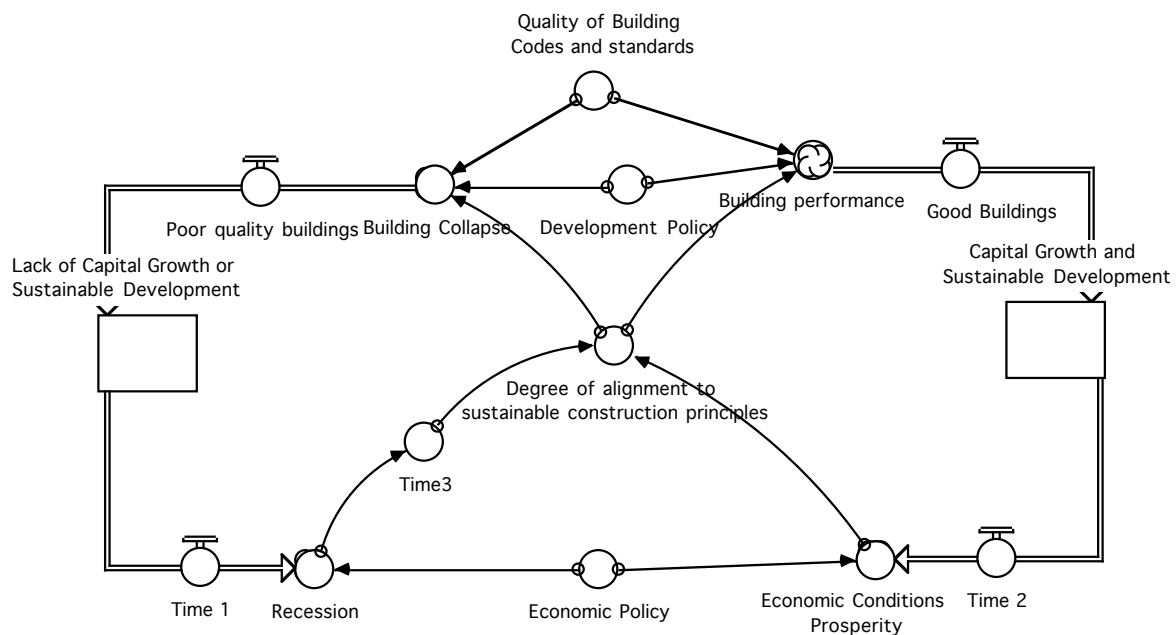 Quality of Building
Codes and standards
Poor quality buildings
Building Collapse
Development Policy
Building performance
Good Buildings
Lack of Capital Growth or
Sustainable Development
Capital Growth and
Sustainable Development
Degree of alignment to
sustainable construction principles
Time3
Time 1
Recession
Economic Policy
Economic Conditions
Prosperity
Time 2